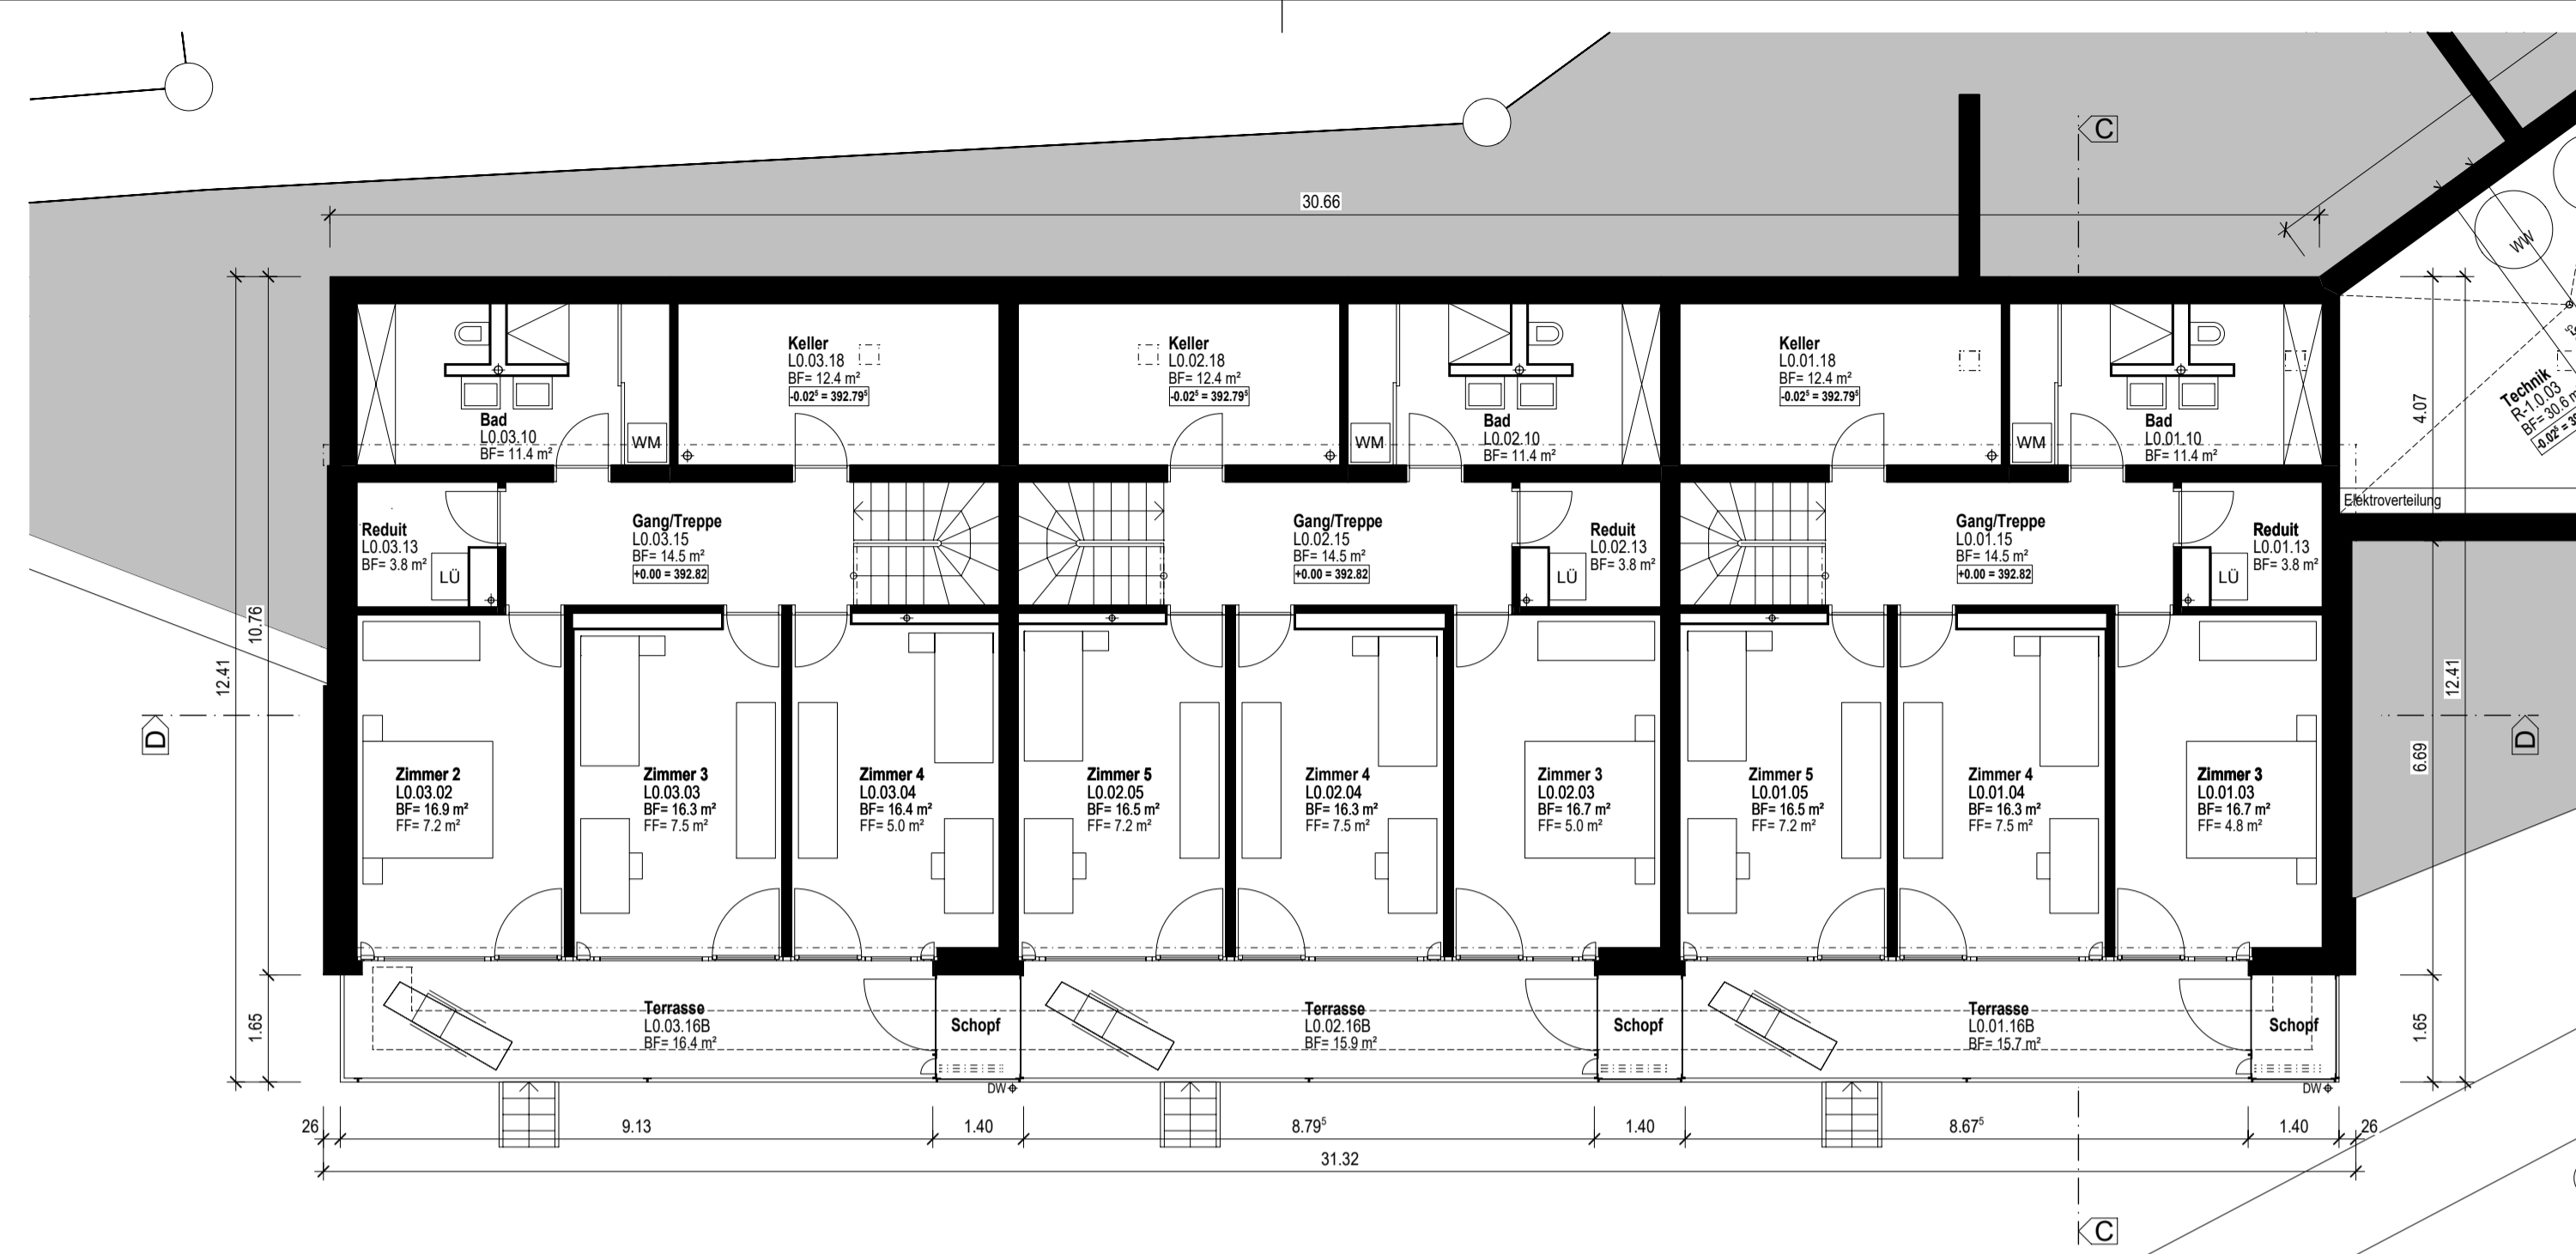 C
30.66
WW
Keller
L0.03.18
BF= 12.4 m²
-0.02⁵ = 392.79⁵
Keller
L0.02.18
BF= 12.4 m²
-0.02⁵ = 392.79⁵
Keller
L0.01.18
BF= 12.4 m²
-0.02⁵ = 392.79⁵
Technik
R-1.0.03
BF= 30.6 m
-0.02⁵ = 39
4.07
Bad
L0.03.10
BF= 11.4 m²
WM
WM
Bad
L0.02.10
BF= 11.4 m²
WM
Bad
L0.01.10
BF= 11.4 m²
Elektroverteilung
Reduit
L0.03.13
BF= 3.8 m²
LÜ
Gang/Treppe
L0.03.15
BF= 14.5 m²
+0.00 = 392.82
Gang/Treppe
L0.02.15
BF= 14.5 m²
+0.00 = 392.82
Reduit
L0.02.13
BF= 3.8 m²
LÜ
Gang/Treppe
L0.01.15
BF= 14.5 m²
+0.00 = 392.82
Reduit
L0.01.13
BF= 3.8 m²
LÜ
10.76
12.41
12.41
6.69
D
D
Zimmer 2
L0.03.02
BF= 16.9 m²
FF= 7.2 m²
Zimmer 3
L0.03.03
BF= 16.3 m²
FF= 7.5 m²
Zimmer 4
L0.03.04
BF= 16.4 m²
FF= 5.0 m²
Zimmer 5
L0.02.05
BF= 16.5 m²
FF= 7.2 m²
Zimmer 4
L0.02.04
BF= 16.3 m²
FF= 7.5 m²
Zimmer 3
L0.02.03
BF= 16.7 m²
FF= 5.0 m²
Zimmer 5
L0.01.05
BF= 16.5 m²
FF= 7.2 m²
Zimmer 4
L0.01.04
BF= 16.3 m²
FF= 7.5 m²
Zimmer 3
L0.01.03
BF= 16.7 m²
FF= 4.8 m²
1.65
Terrasse
L0.03.16B
BF= 16.4 m²
Schopf
Terrasse
L0.02.16B
BF= 15.9 m²
Schopf
Terrasse
L0.01.16B
BF= 15.7 m²
Schopf
1.65
DW
DW
26
9.13
1.40
8.79⁵
1.40
8.67⁵
1.40
26
31.32
C